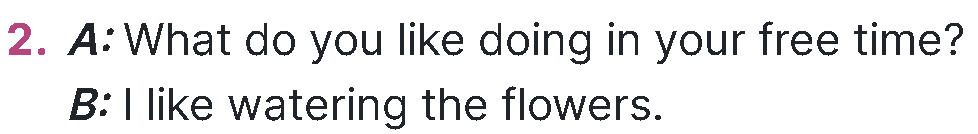 2. A: What do you like doing in your free time?
B: I like watering the flowers.